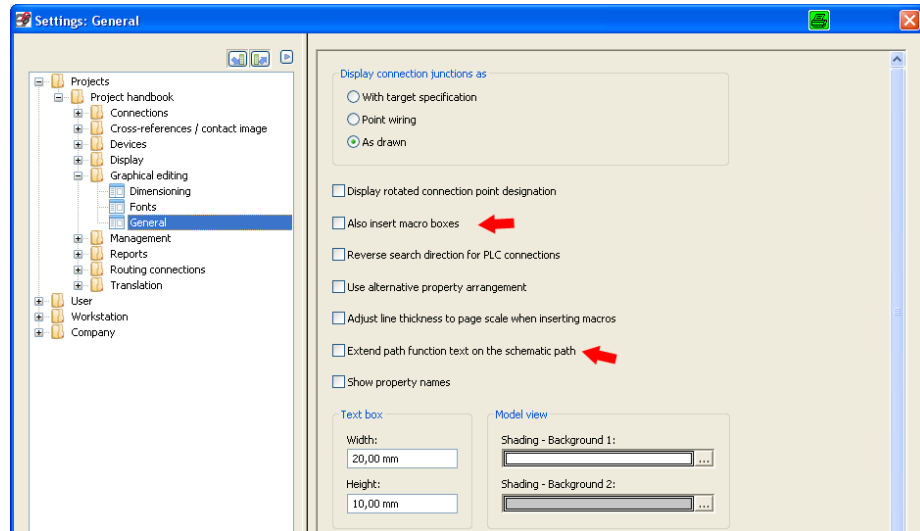 Settings: General
Projects
Project handbook
Connections
Cross-references / contact image
Devices
Display
Graphical editing
Dimensioning
Fonts
General
Management
Reports
Routing connections
Translation
User
Workstation
Company
Display connection junctions as
With target specification
Point wiring
As drawn
Display rotated connection point designation
Also insert macro boxes
Reverse search direction for PLC connections
Use alternative property arrangement
Adjust line thickness to page scale when inserting macros
Extend path function text on the schematic path
Show property names
Text box
Width:
20,00 mm
Height:
10,00 mm
Model view
Shading - Background 1:
...
Shading - Background 2:
...